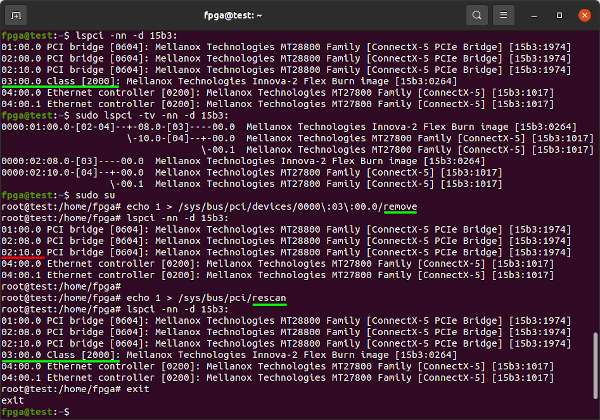 fpga@test: ~
fpga@test:~$ lspci -nn -d 15b3:
01:00.0 PCI bridge [0604]: Mellanox Technologies MT28800 Family [ConnectX-5 PCIe Bridge] [15b3:1974]
02:08.0 PCI bridge [0604]: Mellanox Technologies MT28800 Family [ConnectX-5 PCIe Bridge] [15b3:1974]
02:10.0 PCI bridge [0604]: Mellanox Technologies MT28800 Family [ConnectX-5 PCIe Bridge] [15b3:1974]
03:00.0 Class [2000]: Mellanox Technologies Innova-2 Flex Burn image [15b3:0264]
04:00.0 Ethernet controller [0200]: Mellanox Technologies MT27800 Family [ConnectX-5] [15b3:1017]
04:00.1 Ethernet controller [0200]: Mellanox Technologies MT27800 Family [ConnectX-5] [15b3:1017]
fpga@test:~$ sudo lspci -tv -nn -d 15b3:
0000:01:00.0-[02-04]--+-08.0-[03]----00.0  Mellanox Technologies Innova-2 Flex Burn image [15b3:0264]
\-10.0-[04]--+-00.0  Mellanox Technologies MT27800 Family [ConnectX-5] [15b3:1017]
\-00.1  Mellanox Technologies MT27800 Family [ConnectX-5] [15b3:1017]
0000:02:08.0-[03]----00.0  Mellanox Technologies Innova-2 Flex Burn image [15b3:0264]
0000:02:10.0-[04]--+-00.0  Mellanox Technologies MT27800 Family [ConnectX-5] [15b3:1017]
\-00.1  Mellanox Technologies MT27800 Family [ConnectX-5] [15b3:1017]
fpga@test:~$ sudo su
root@test:/home/fpga# echo 1 > /sys/bus/pci/devices/0000\:03\:00.0/remove
root@test:/home/fpga# lspci -nn -d 15b3:
01:00.0 PCI bridge [0604]: Mellanox Technologies MT28800 Family [ConnectX-5 PCIe Bridge] [15b3:1974]
02:08.0 PCI bridge [0604]: Mellanox Technologies MT28800 Family [ConnectX-5 PCIe Bridge] [15b3:1974]
02:10.0 PCI bridge [0604]: Mellanox Technologies MT28800 Family [ConnectX-5 PCIe Bridge] [15b3:1974]
04:00.0 Ethernet controller [0200]: Mellanox Technologies MT27800 Family [ConnectX-5] [15b3:1017]
04:00.1 Ethernet controller [0200]: Mellanox Technologies MT27800 Family [ConnectX-5] [15b3:1017]
root@test:/home/fpga#
root@test:/home/fpga# echo 1 > /sys/bus/pci/rescan
root@test:/home/fpga# lspci -nn -d 15b3:
01:00.0 PCI bridge [0604]: Mellanox Technologies MT28800 Family [ConnectX-5 PCIe Bridge] [15b3:1974]
02:08.0 PCI bridge [0604]: Mellanox Technologies MT28800 Family [ConnectX-5 PCIe Bridge] [15b3:1974]
02:10.0 PCI bridge [0604]: Mellanox Technologies MT28800 Family [ConnectX-5 PCIe Bridge] [15b3:1974]
03:00.0 Class [2000]: Mellanox Technologies Innova-2 Flex Burn image [15b3:0264]
04:00.0 Ethernet controller [0200]: Mellanox Technologies MT27800 Family [ConnectX-5] [15b3:1017]
04:00.1 Ethernet controller [0200]: Mellanox Technologies MT27800 Family [ConnectX-5] [15b3:1017]
root@test:/home/fpga# exit
exit
fpga@test:~$